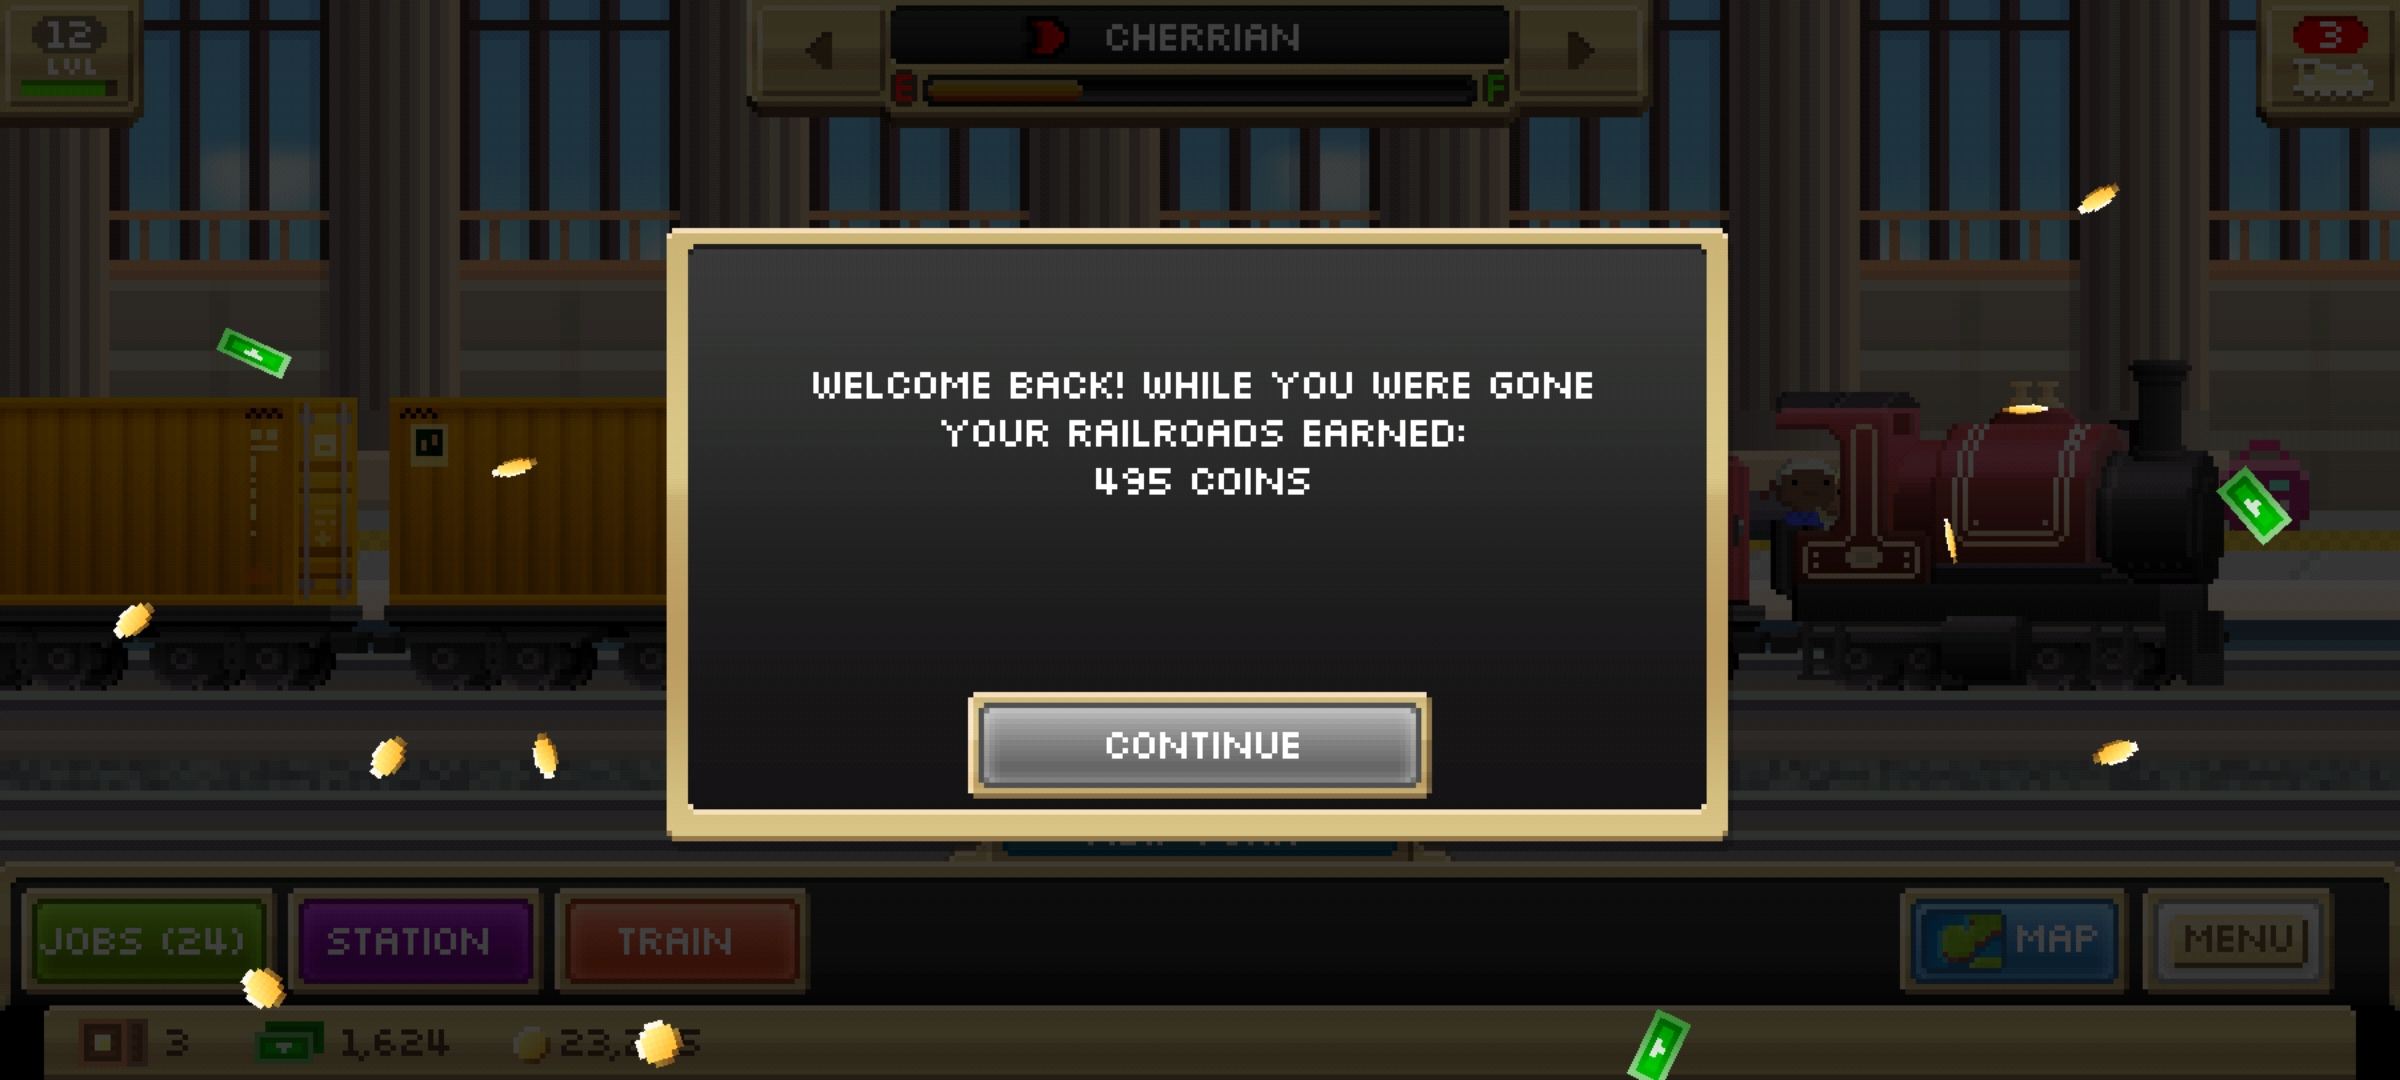 12
LVL
CHERRIAN
E
F
3
WELCOME BACK! WHILE YOU WERE GONE
YOUR RAILROADS EARNED:
495 COINS
CONTINUE
JOBS (24)
STATION
TRAIN
MAP
MENU
3
1,624